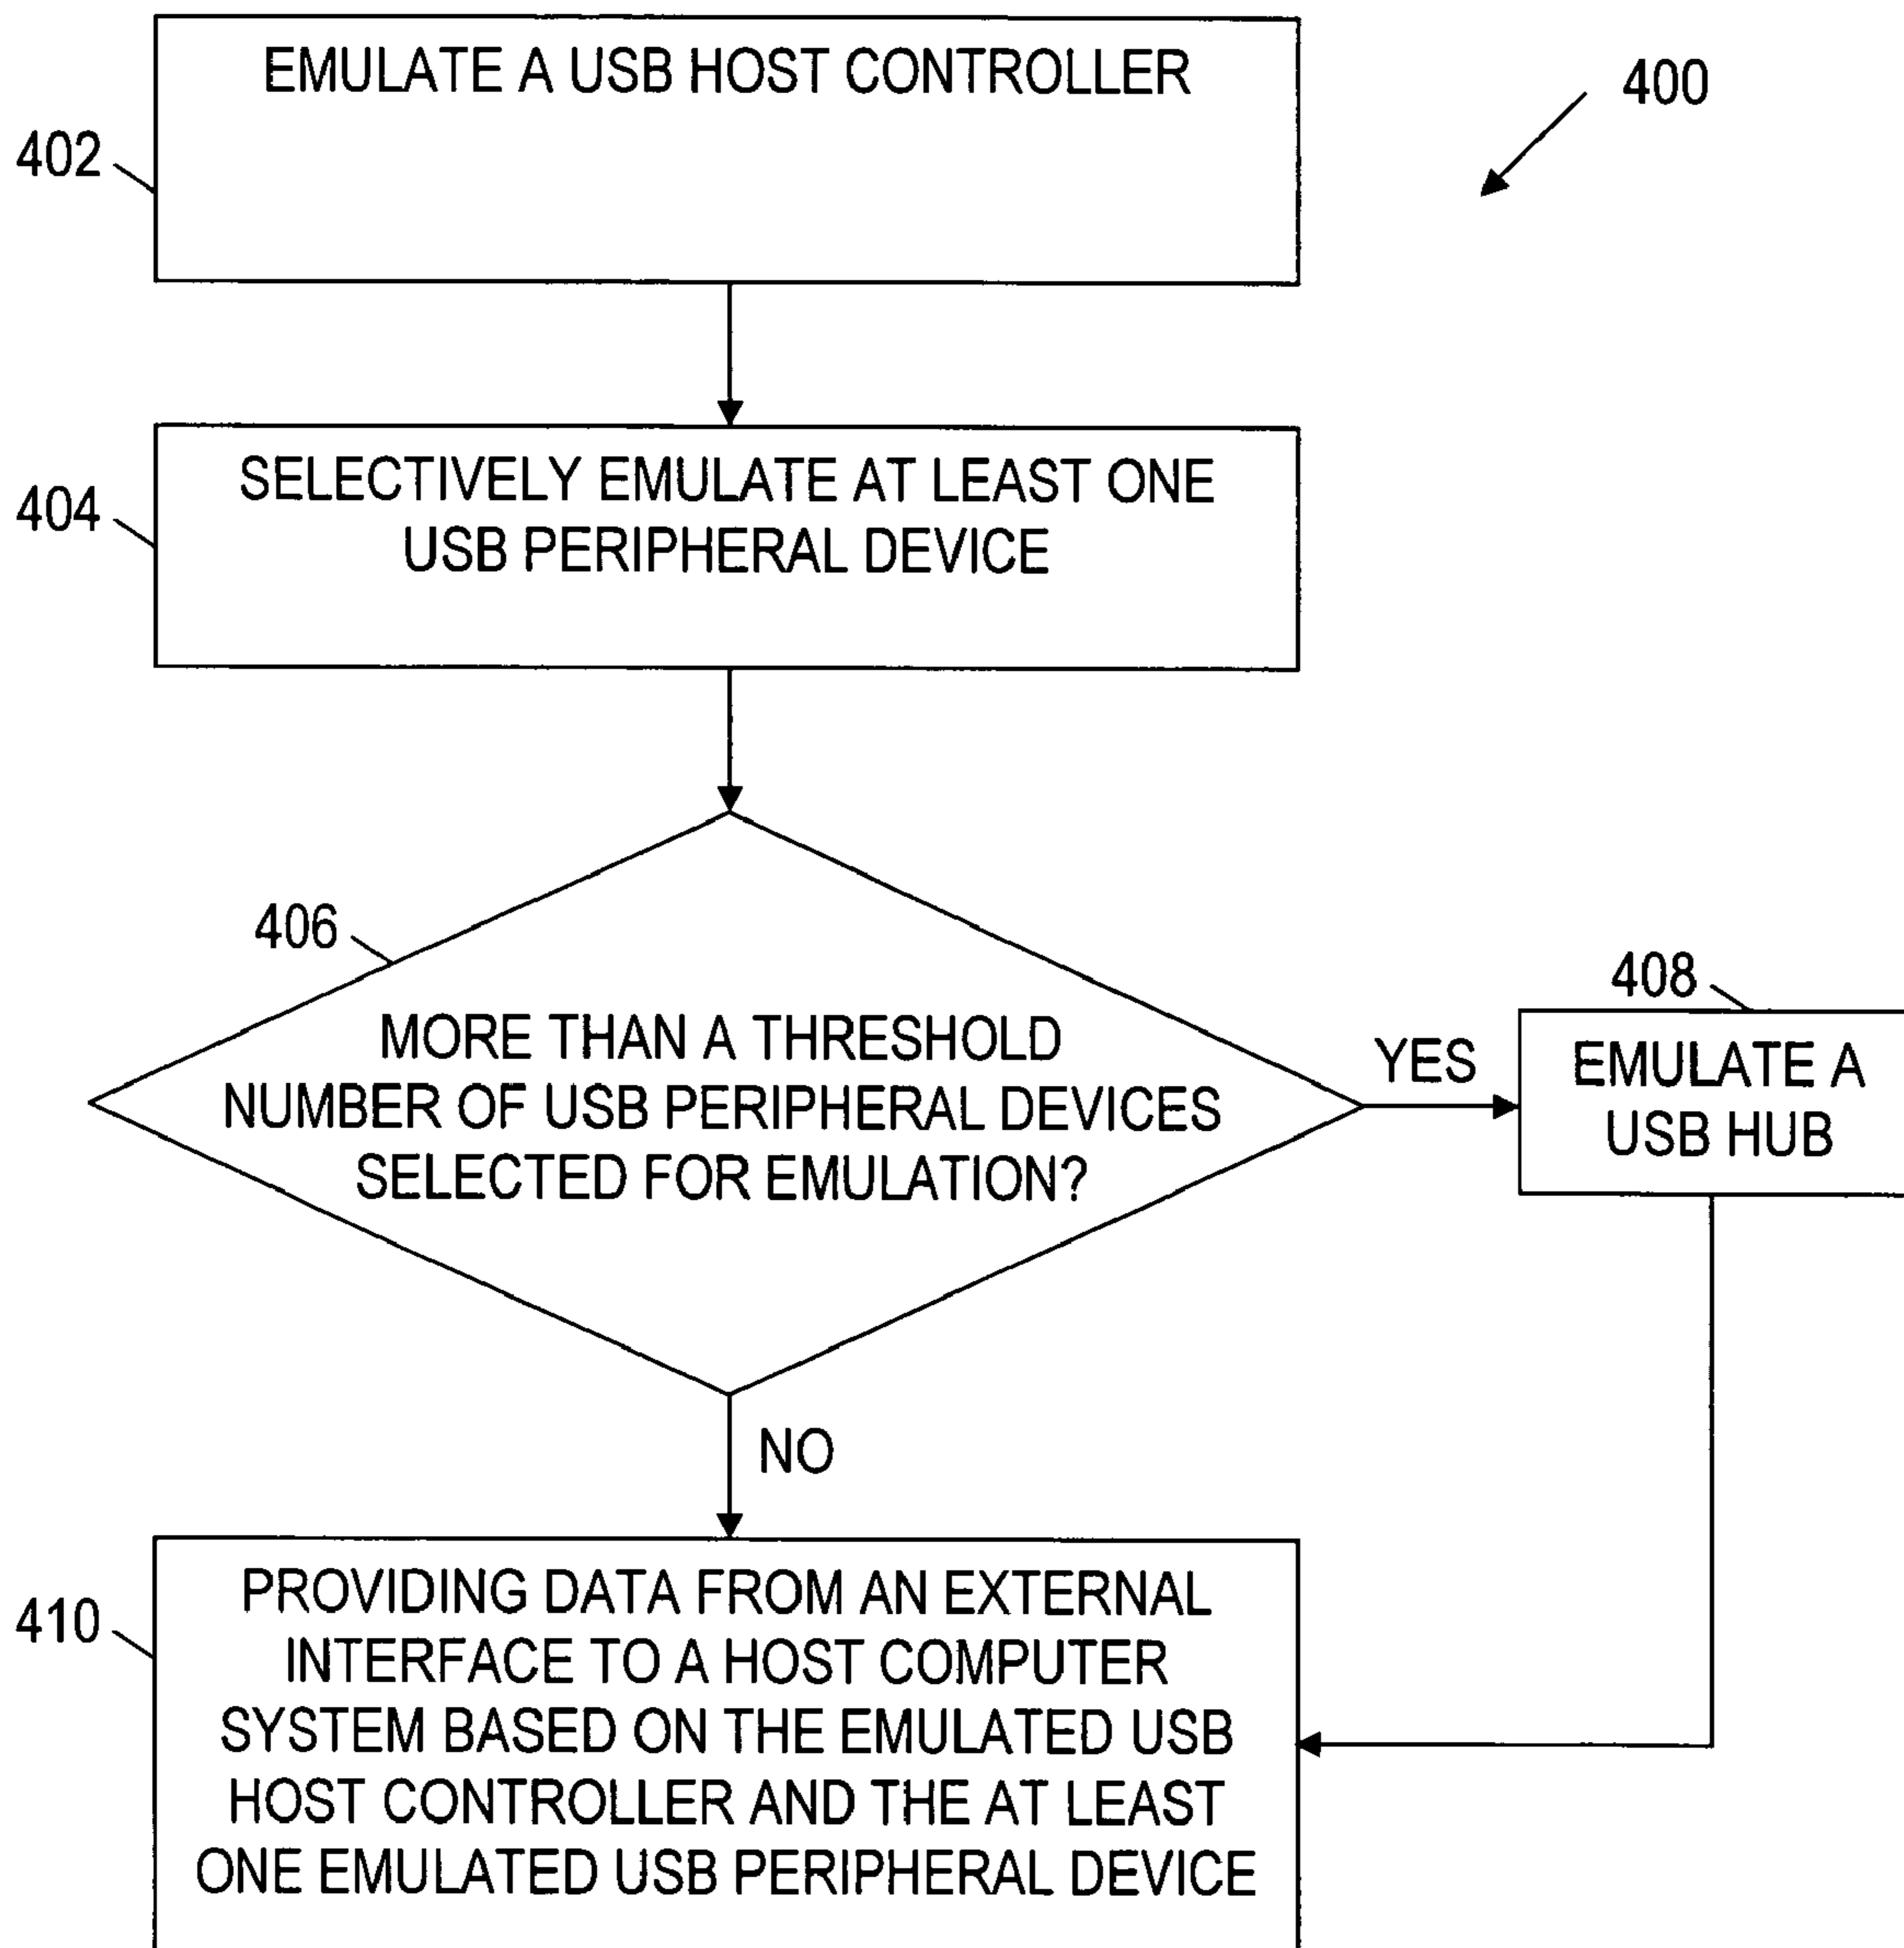 EMULATE A USB HOST CONTROLLER
400
402
SELECTIVELY EMULATE AT LEAST ONE
USB PERIPHERAL DEVICE
404
406
MORE THAN A THRESHOLD
NUMBER OF USB PERIPHERAL DEVICES
SELECTED FOR EMULATION?
YES
408
EMULATE A
USB HUB
NO
410
PROVIDING DATA FROM AN EXTERNAL
INTERFACE TO A HOST COMPUTER
SYSTEM BASED ON THE EMULATED USB
HOST CONTROLLER AND THE AT LEAST
ONE EMULATED USB PERIPHERAL DEVICE